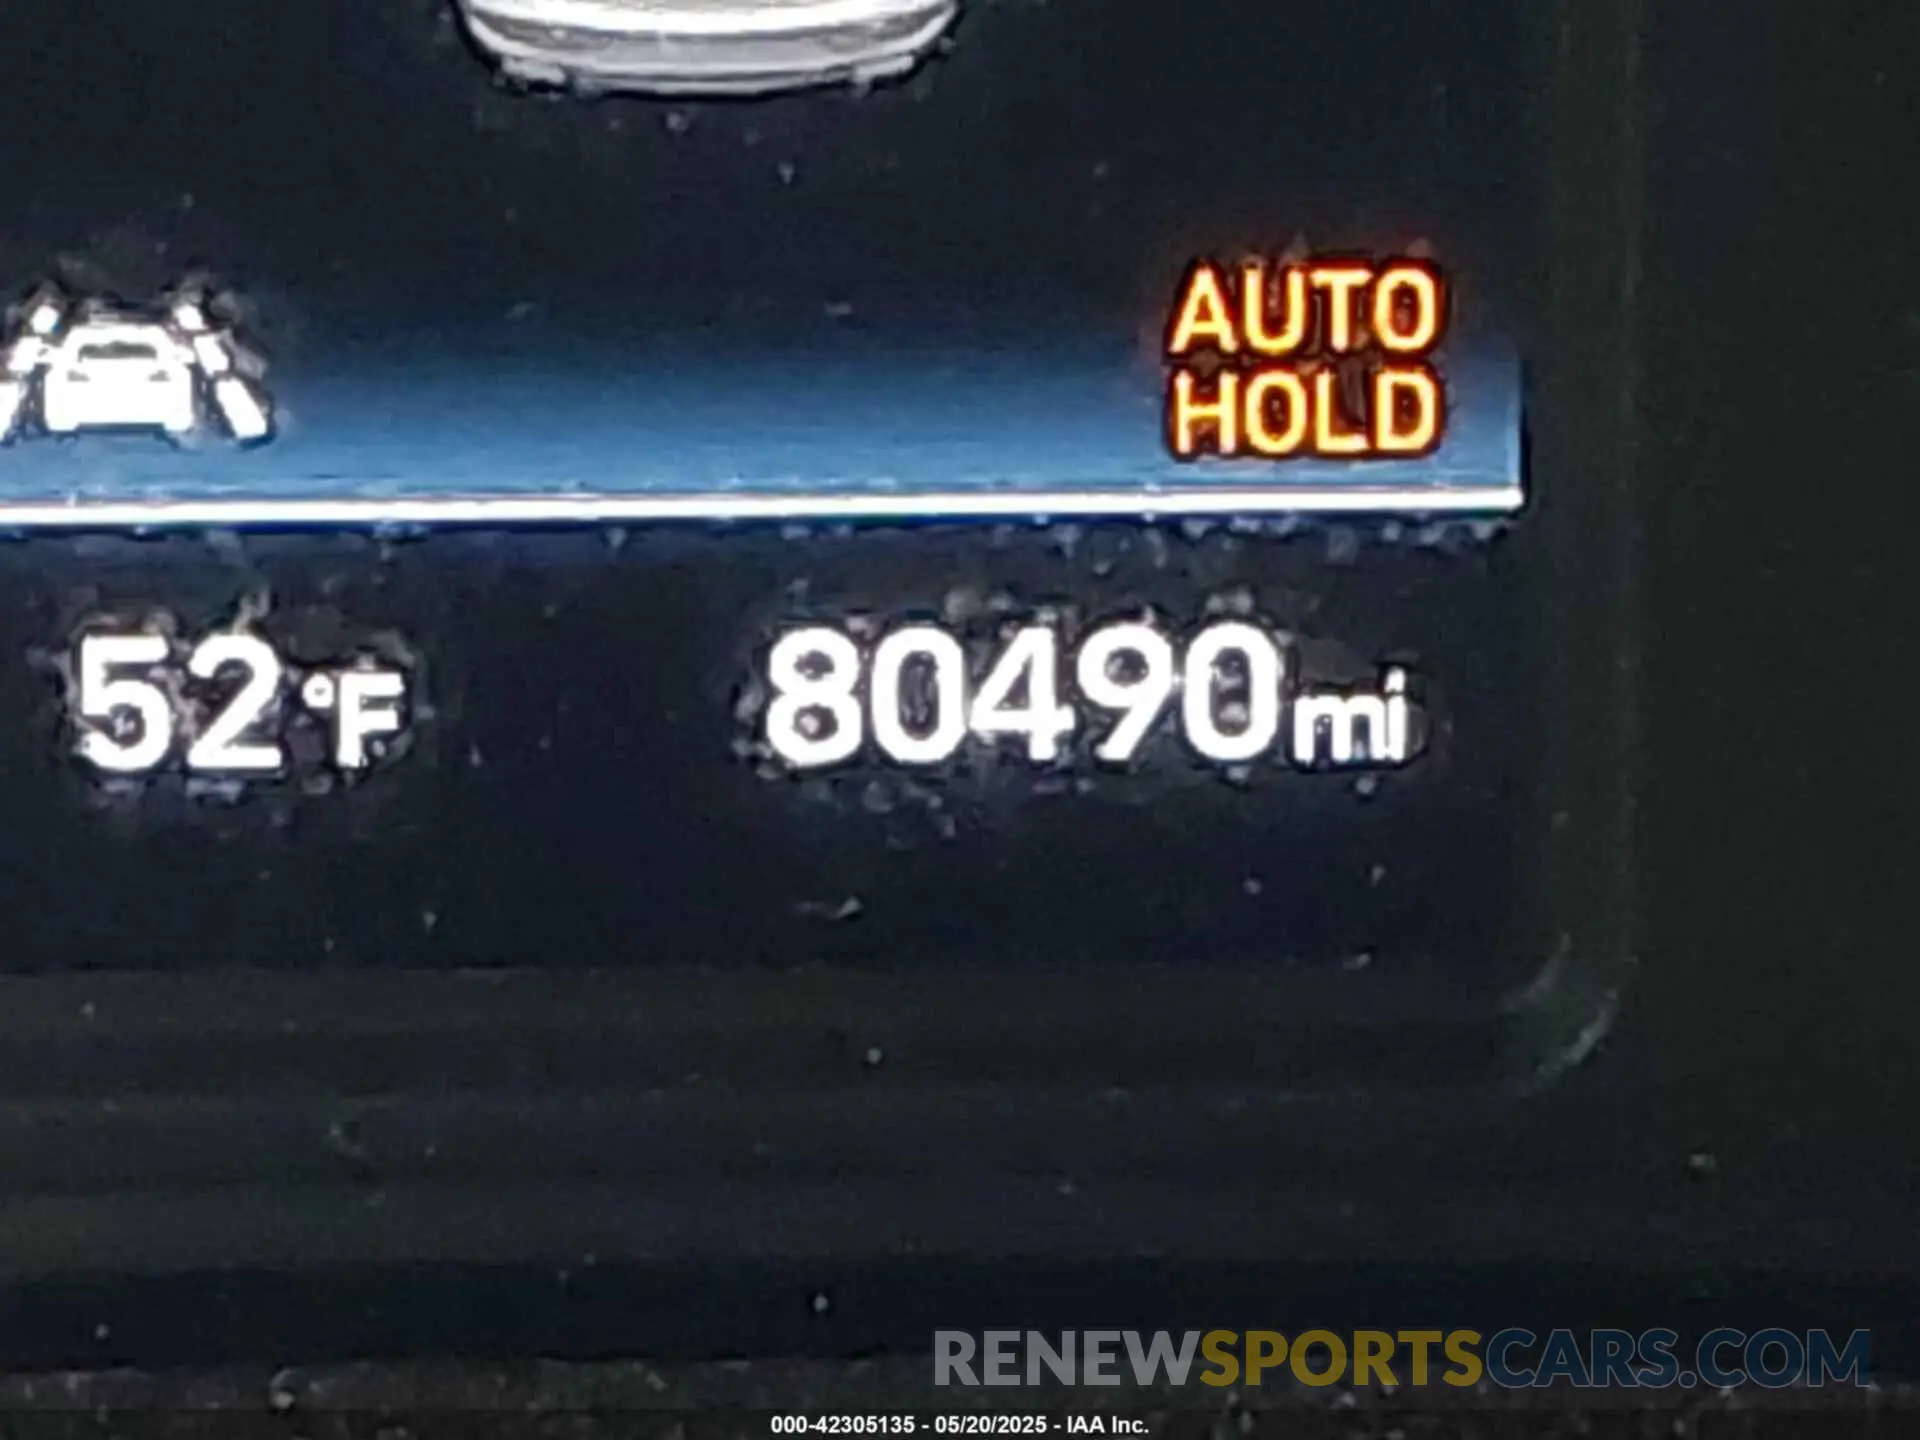 AUTO
HOLD
52°F
80490mi
RENEWSPORTSCARS.COM
000-42305135 - 05/20/2025 - IAA Inc.